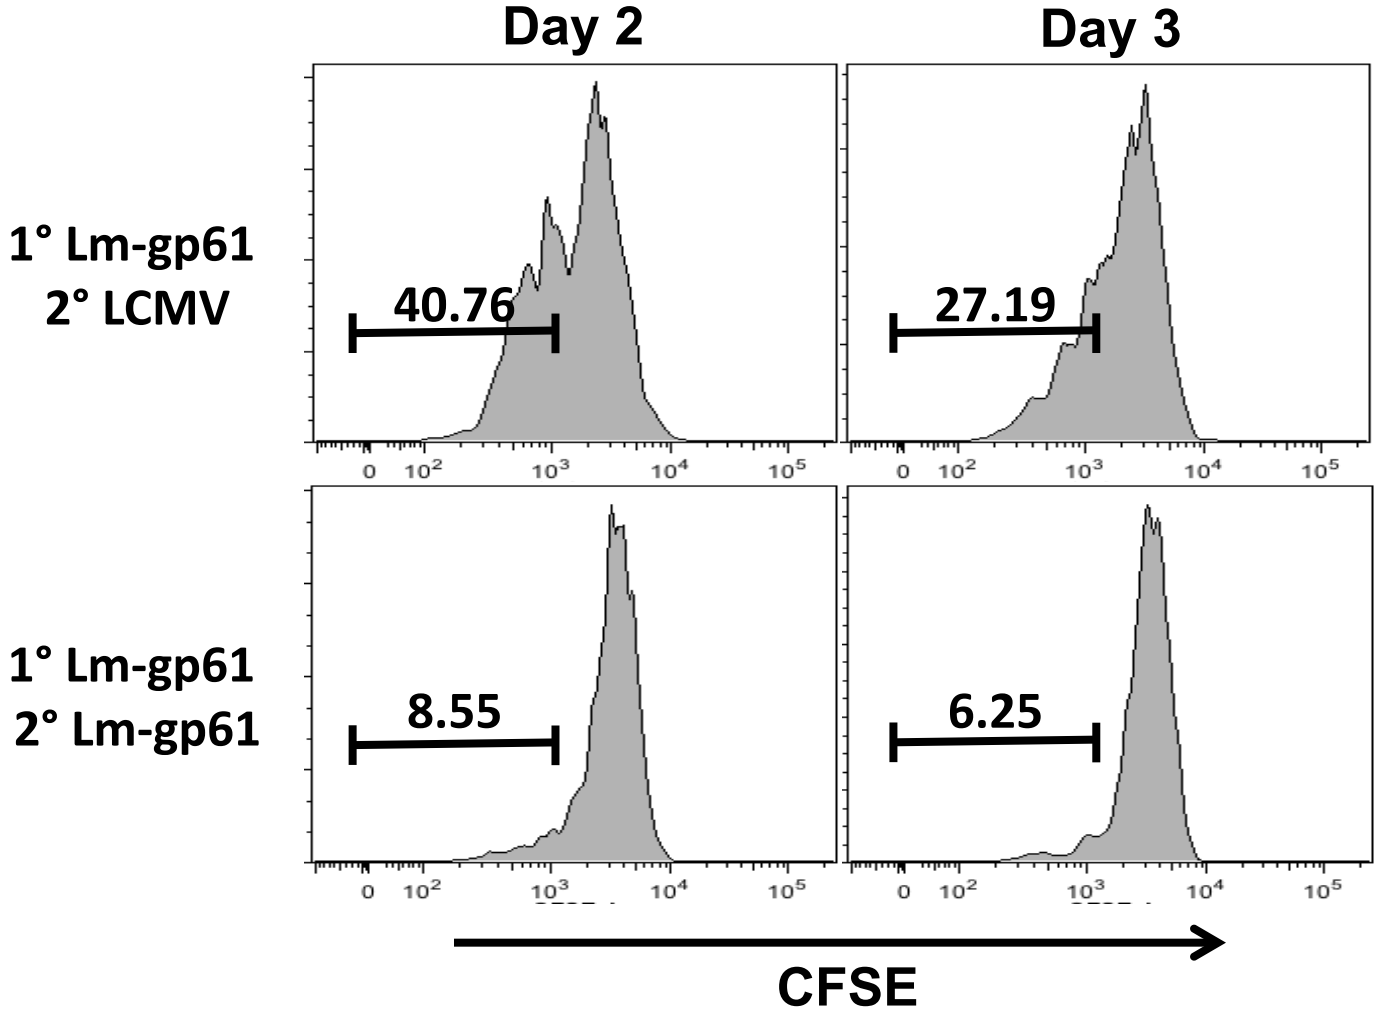 Day 2
Day 3
1° Lm-gp61
2° LCMV
40.76
27.19
0 10² 10³ 10⁴ 10⁵
0 10² 10³ 10⁴ 10⁵
1° Lm-gp61
2° Lm-gp61
8.55
6.25
0 10² 10³ 10⁴ 10⁵
0 10² 10³ 10⁴ 10⁵
CFSE